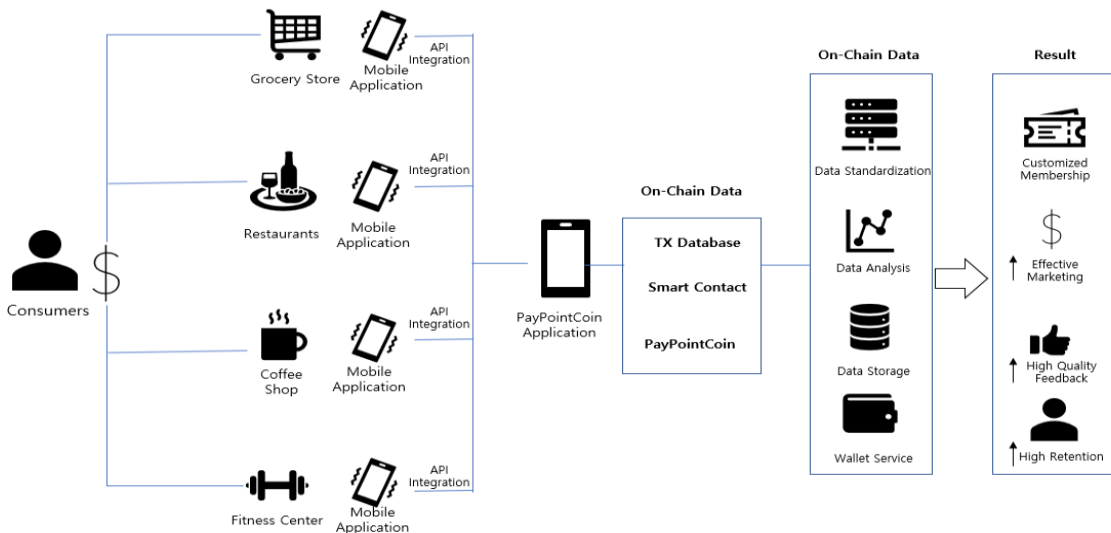 Consumers
$
Grocery Store
Mobile
Application
API
Integration
Restaurants
Mobile
Application
API
Integration
Coffee
Shop
Mobile
Application
API
Integration
Fitness Center
Mobile
Application
API
Integration
PayPointCoin
Application
On-Chain Data
TX Database
Smart Contact
PayPointCoin
On-Chain Data
Data Standardization
Data Analysis
Data Storage
Wallet Service
Result
Customized
Membership
$
Effective
Marketing
High Quality
Feedback
High Retention